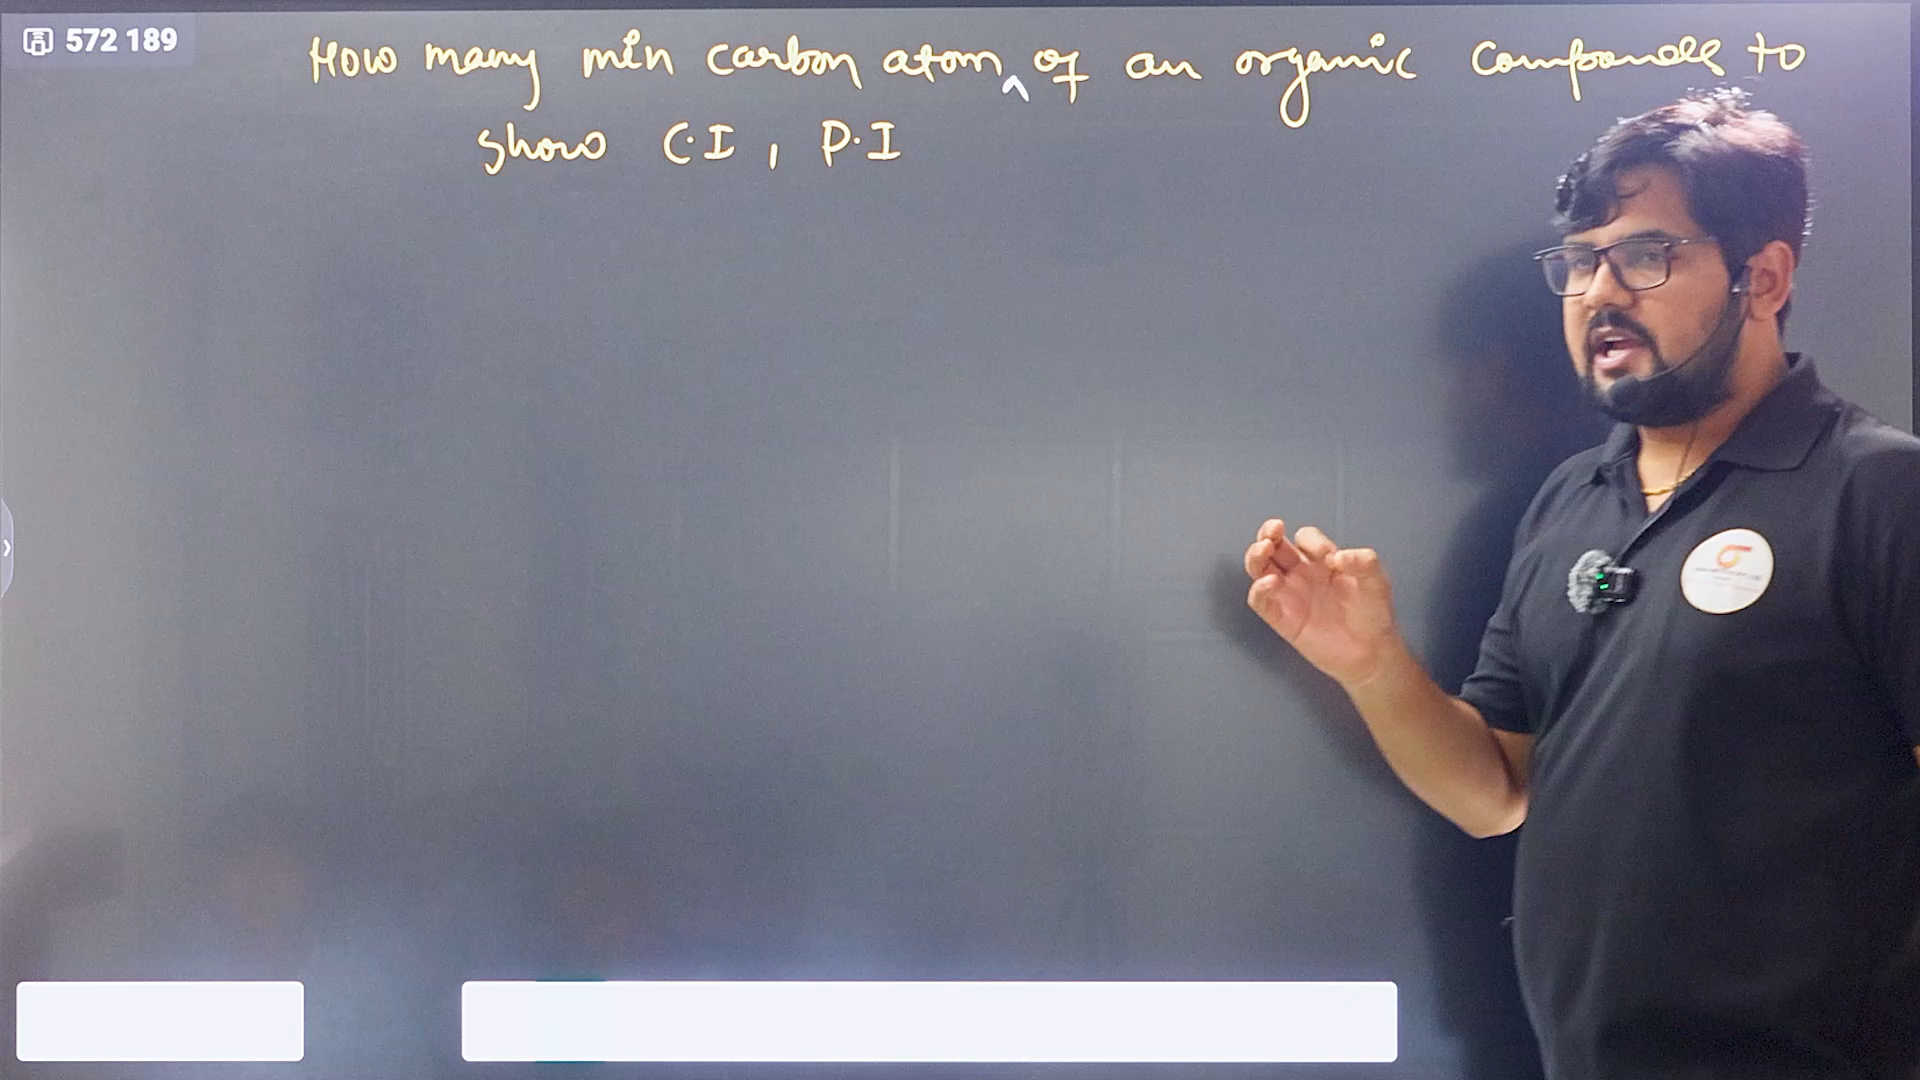 572 189
How many min carbon atom ^ of an organic compounds to
show C.I , P.I